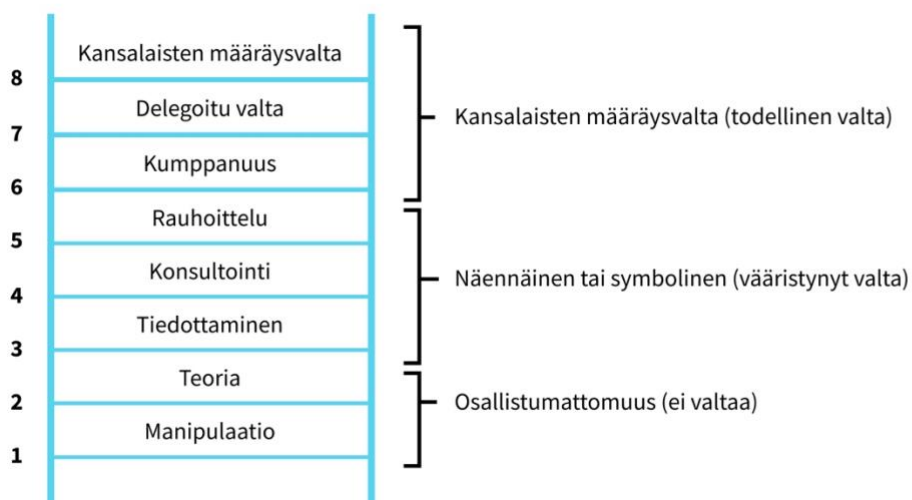 Kansalaisten määräysvalta
8
Delegoitu valta
7
Kumppanuus
6
Rauhoittelu
5
Konsultointi
4
Tiedottaminen
3
Teoria
2
Manipulaatio
1
Kansalaisten määräysvalta (todellinen valta)
Näennäinen tai symbolinen (vääristynyt valta)
Osallistumattomuus (ei valtaa)